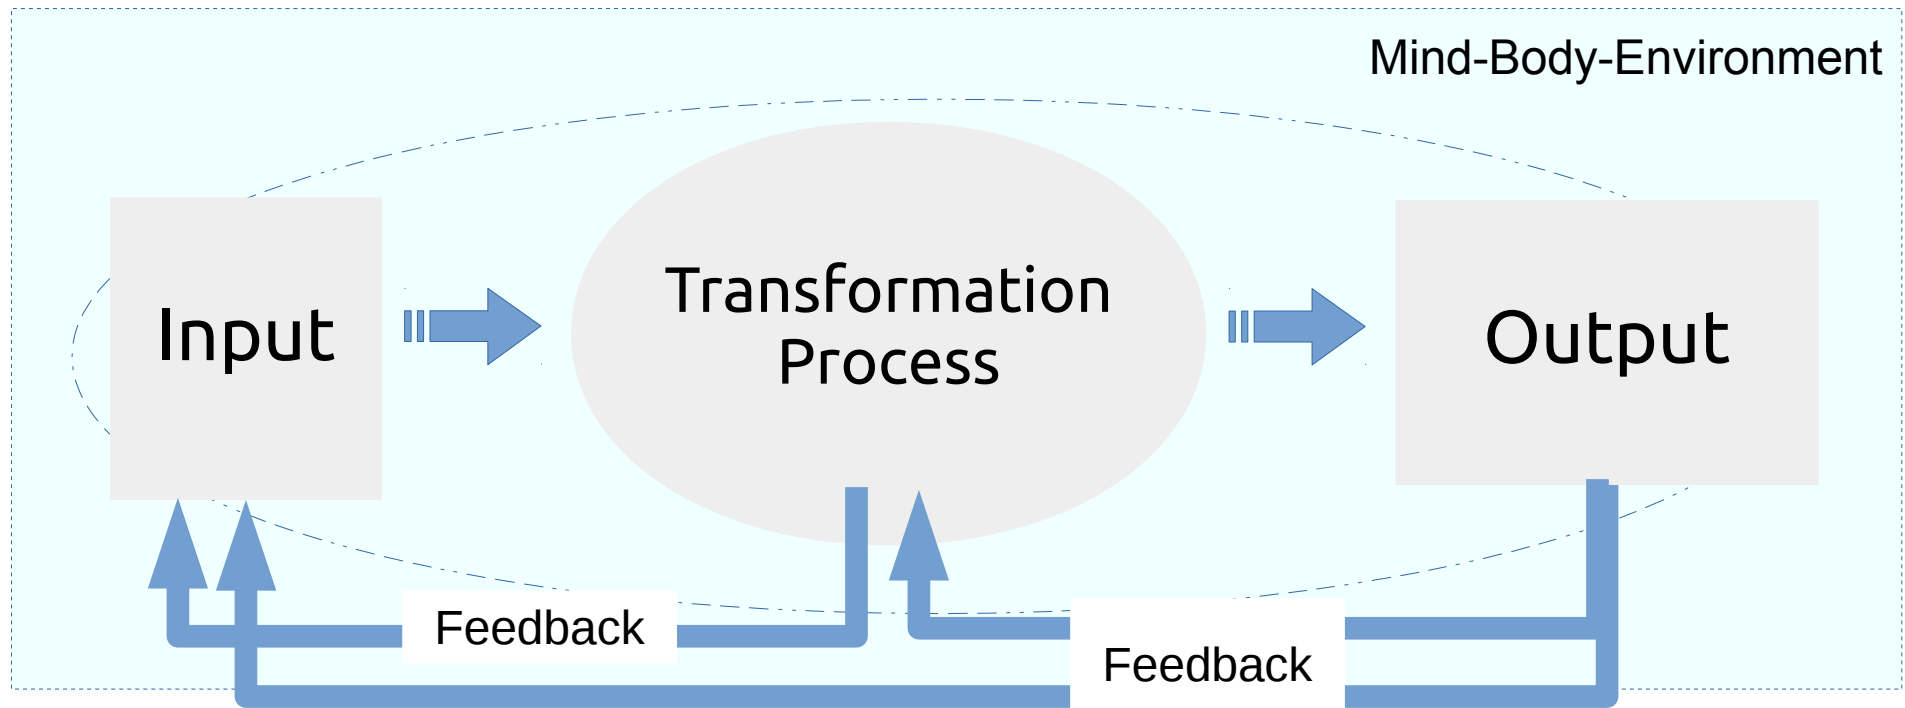 Mind-Body-Environment
Input
Transformation
Process
Output
Feedback
Feedback